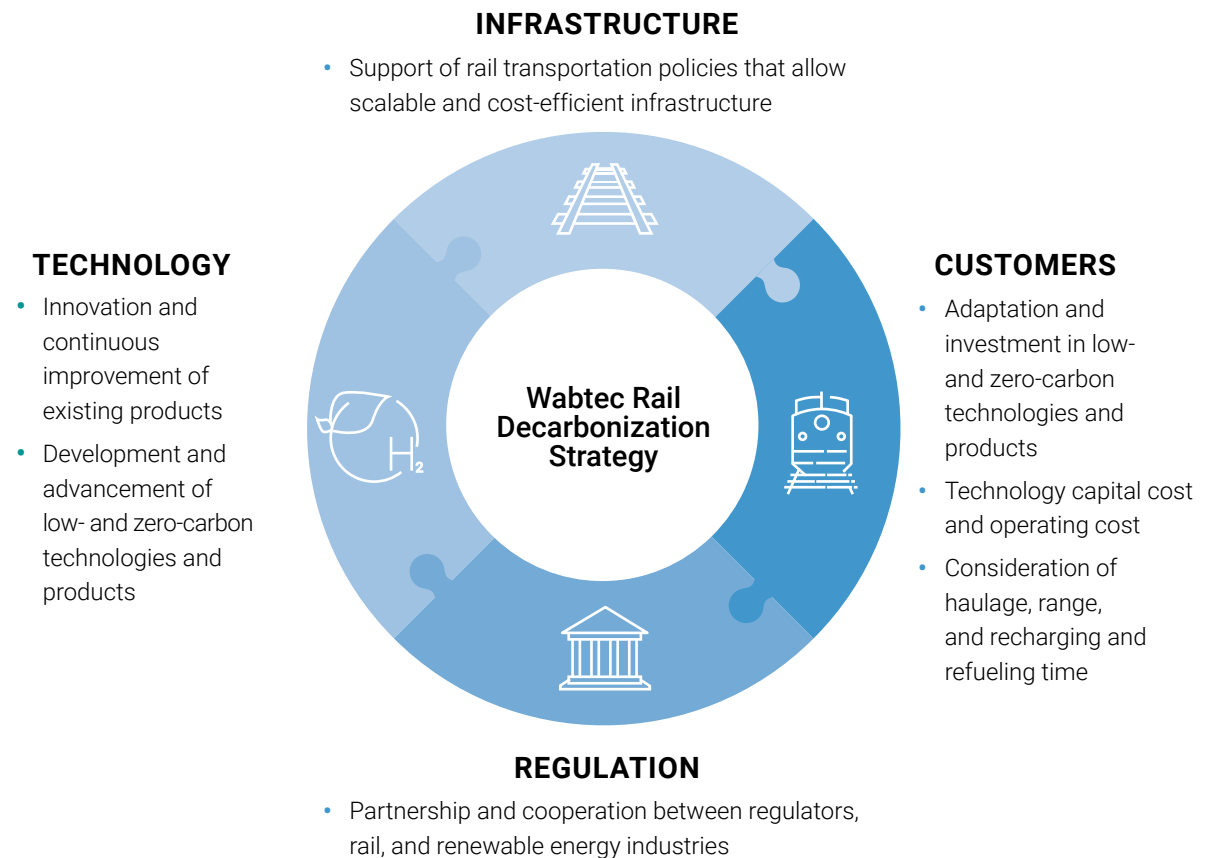 INFRASTRUCTURE
• Support of rail transportation policies that allow
scalable and cost-efficient infrastructure
TECHNOLOGY
• Innovation and
continuous
improvement of
existing products
• Development and
advancement of
low- and zero-carbon
technologies and
products
H₂
Wabtec Rail
Decarbonization
Strategy
CUSTOMERS
• Adaptation and
investment in low-
and zero-carbon
technologies and
products
• Technology capital cost
and operating cost
• Consideration of
haulage, range,
and recharging and
refueling time
REGULATION
• Partnership and cooperation between regulators,
rail, and renewable energy industries